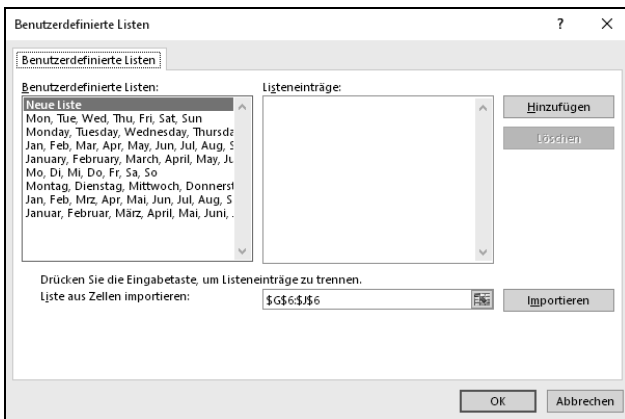 Benutzerdefinierte Listen ? X
Benutzerdefinierte Listen
Benutzerdefinierte Listen:
Neue Liste
Mon, Tue, Wed, Thu, Fri, Sat, Sun
Monday, Tuesday, Wednesday, Thursda
Jan, Feb, Mar, Apr, May, Jun, Jul, Aug, S
January, February, March, April, May, Ju
Mo, Di, Mi, Do, Fr, Sa, So
Montag, Dienstag, Mittwoch, Donnerst
Jan, Feb, Mrz, Apr, Mai, Jun, Jul, Aug, S
Januar, Februar, März, April, Mai, Juni, .
Listeneinträge:
Hinzufügen
Löschen
Drücken Sie die Eingabetaste, um Listeneinträge zu trennen.
Liste aus Zellen importieren: $G$6:$J$6 Importieren
OK Abbrechen